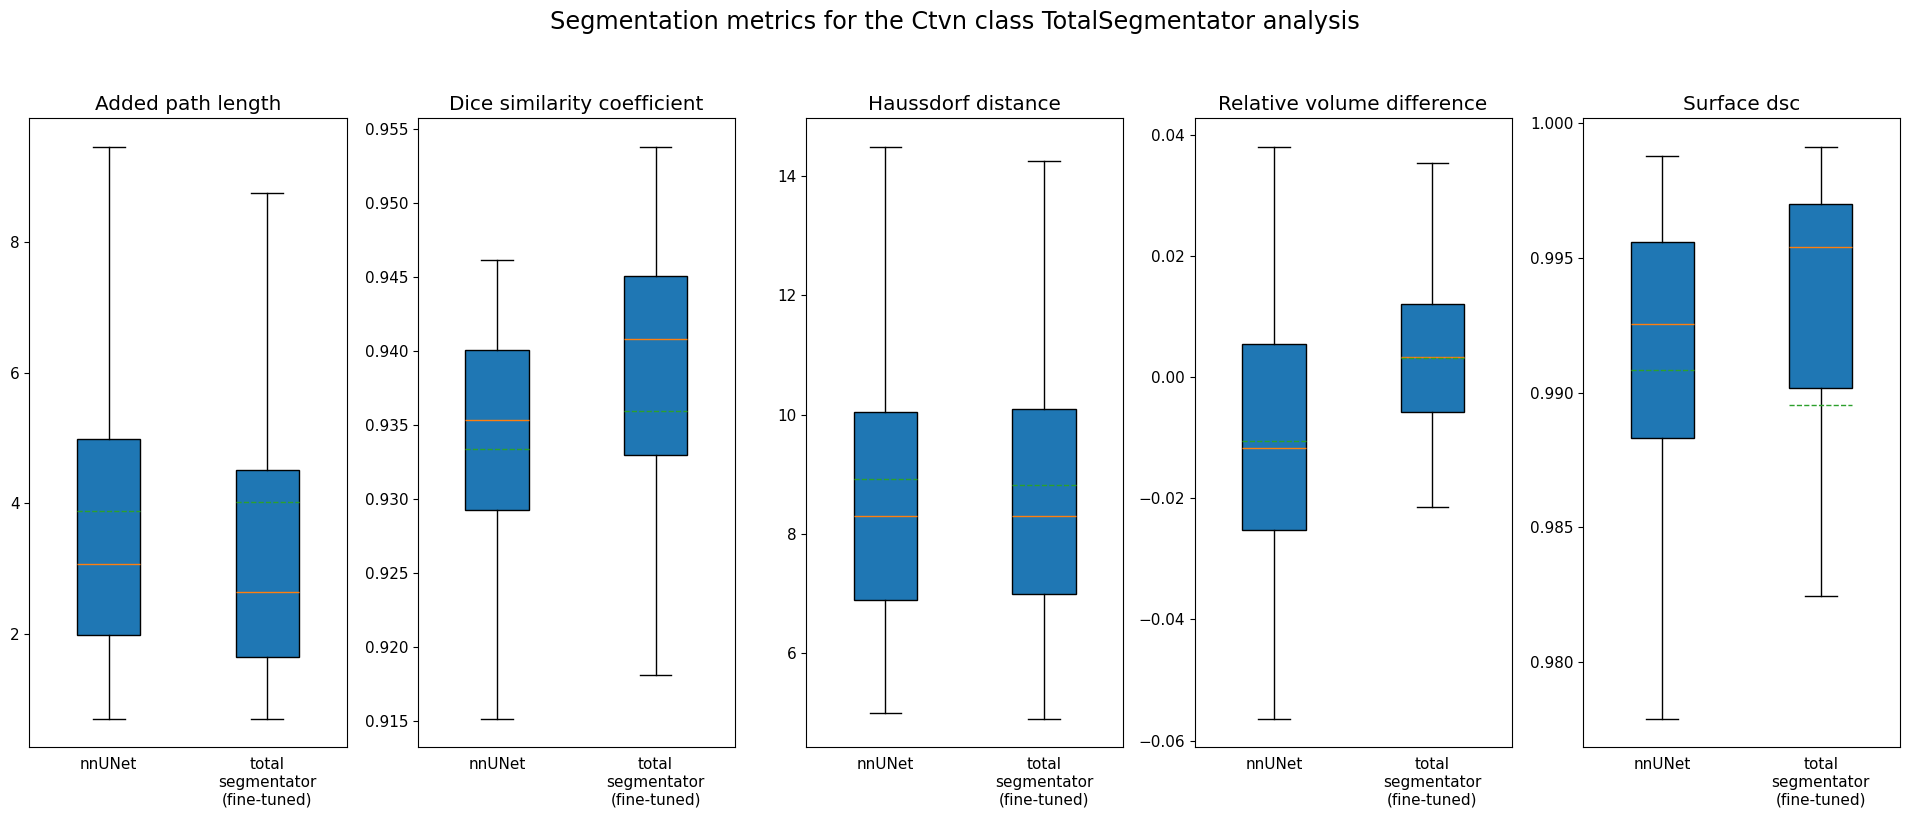 Segmentation metrics for the Ctvn class TotalSegmentator analysis
Added path length
8
6
4
2
nnUNet
total
segmentator
(fine-tuned)
Dice similarity coefficient
0.955
0.950
0.945
0.940
0.935
0.930
0.925
0.920
0.915
nnUNet
total
segmentator
(fine-tuned)
Haussdorf distance
14
12
10
8
6
nnUNet
total
segmentator
(fine-tuned)
Relative volume difference
0.04
0.02
0.00
−0.02
−0.04
−0.06
nnUNet
total
segmentator
(fine-tuned)
Surface dsc
1.000
0.995
0.990
0.985
0.980
nnUNet
total
segmentator
(fine-tuned)